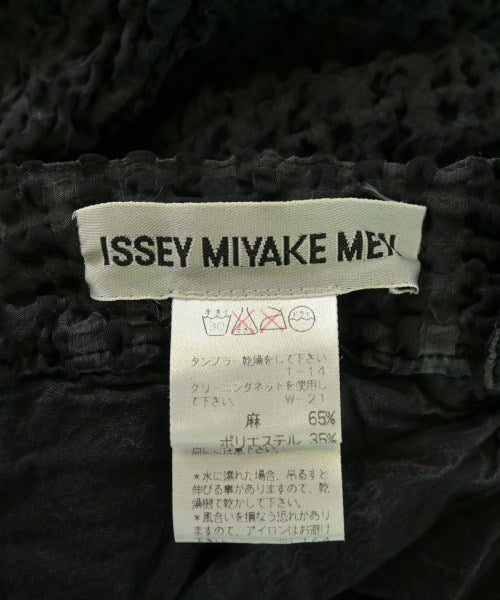 ISSEY MIYAKE MEN
手洗イ
30
タンブラー乾燥をして下さい
T-14
クリーニングネットを使用し
て下さい。 W-21
麻 65%
ポリエステル 35%
*水に濡れた場合、吊るすと
伸びる事がありますので、乾
燥機で乾かして下さい。
*風合いを損なう恐れがあり
ますので、アイロンはお避け